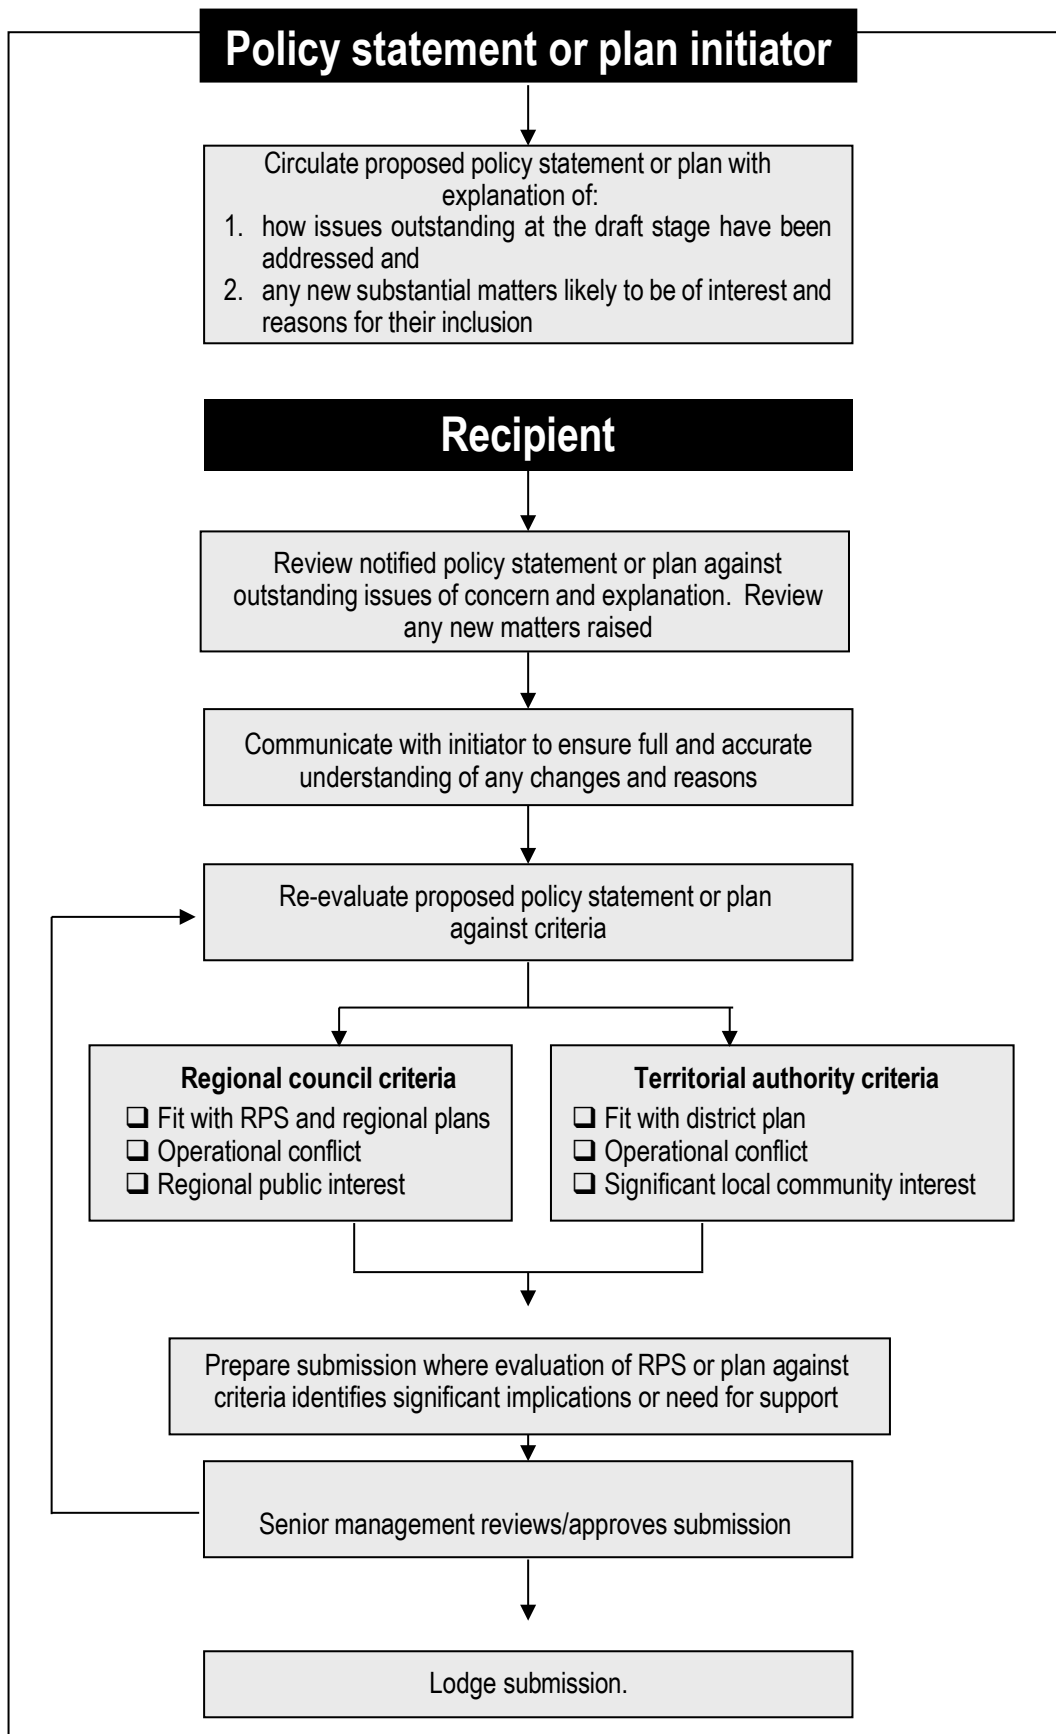 Policy statement or plan initiator
Circulate proposed policy statement or plan with
explanation of:
1. how issues outstanding at the draft stage have been
addressed and
2. any new substantial matters likely to be of interest and
reasons for their inclusion
Recipient
Review notified policy statement or plan against
outstanding issues of concern and explanation. Review
any new matters raised
Communicate with initiator to ensure full and accurate
understanding of any changes and reasons
Re-evaluate proposed policy statement or plan
against criteria
Regional council criteria
❑ Fit with RPS and regional plans
❑ Operational conflict
❑ Regional public interest
Territorial authority criteria
❑ Fit with district plan
❑ Operational conflict
❑ Significant local community interest
Prepare submission where evaluation of RPS or plan against
criteria identifies significant implications or need for support
Senior management reviews/approves submission
Lodge submission.